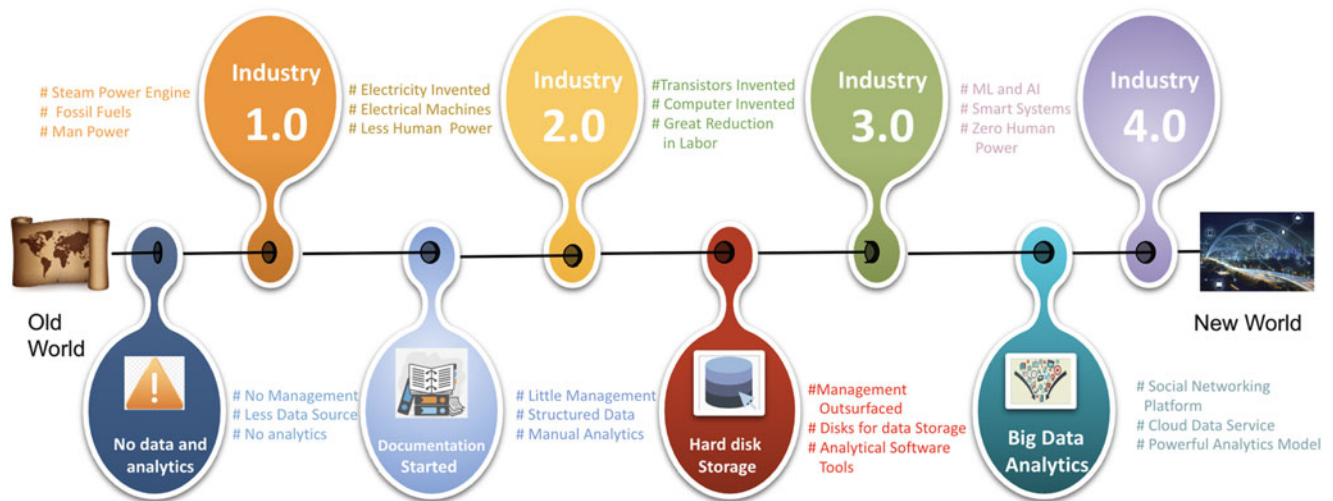 # Steam Power Engine
# Fossil Fuels
# Man Power
Industry
1.0
# Electricity Invented
# Electrical Machines
# Less Human Power
Industry
2.0
#Transistors Invented
# Computer Invented
# Great Reduction
in Labor
Industry
3.0
# ML and AI
# Smart Systems
# Zero Human
Power
Industry
4.0
Old
World
New World
No data and
analytics
# No Management
# Less Data Source
# No analytics
Documentation
Started
# Little Management
# Structured Data
# Manual Analytics
Hard disk
Storage
#Management
Outsurfaced
# Disks for data Storage
# Analytical Software
Tools
Big Data
Analytics
# Social Networking
Platform
# Cloud Data Service
# Powerful Analytics Model